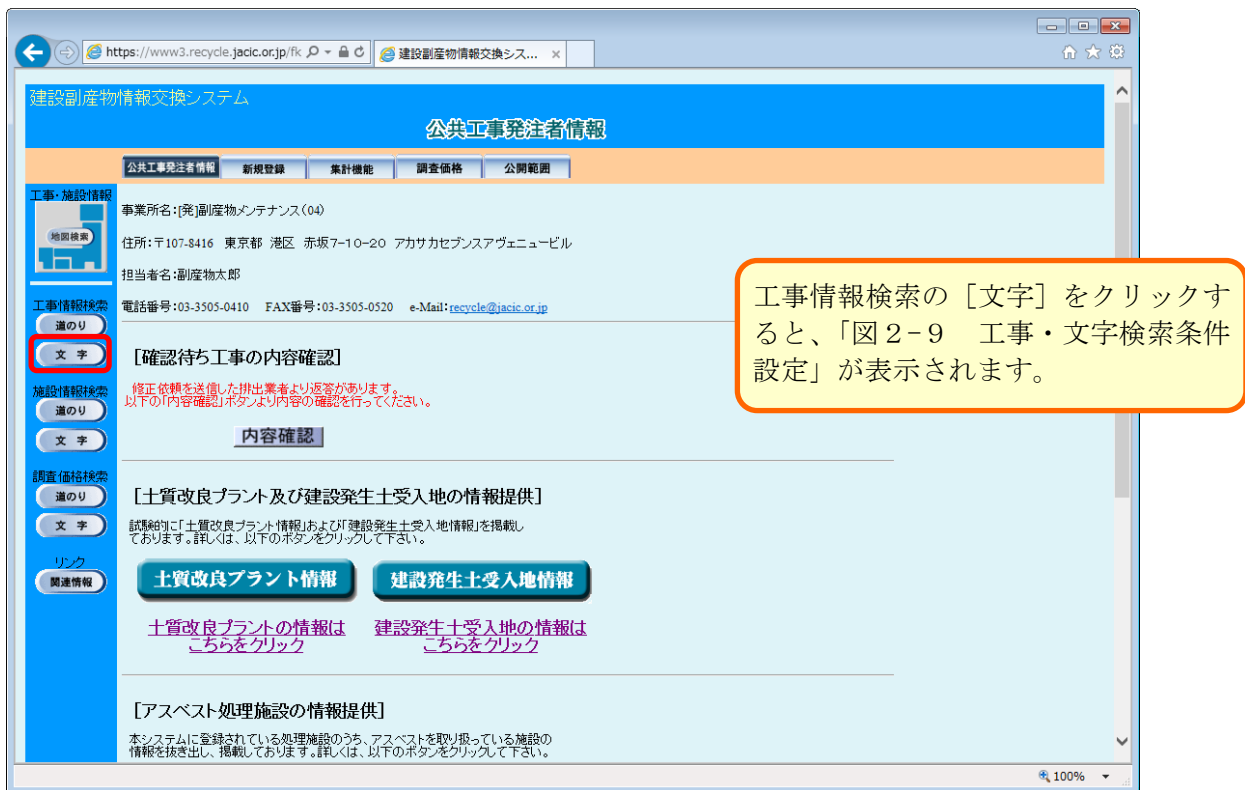 https://www3.recycle.jacic.or.jp/fk
建設副産物情報交換シス...
建設副産物情報交換システム
公共工事発注者情報
公共工事発注者情報 新規登録 集計機能 調査価格 公開範囲
工事・施設情報
地図検索
工事情報検索
道のり
文 字
施設情報検索
道のり
文 字
調査価格検索
道のり
文 字
リンク
関連情報
事業所名:[発]副産物メンテナンス(04)
住所:〒107-8416 東京都 港区 赤坂7-10-20 アカサカセブンスアヴェニュービル
担当者名:副産物太郎
電話番号:03-3505-0410 FAX番号:03-3505-0520 e-Mail:recycle@jacic.or.jp
[確認待ち工事の内容確認]
修正依頼を送信した排出業者より返答があります。
以下の「内容確認」ボタンより内容の確認を行ってください。
内容確認
[土質改良プラント及び建設発生土受入地の情報提供]
試験的に「土質改良プラント情報」および「建設発生土受入地情報」を掲載し
ております。詳しくは、以下のボタンをクリックして下さい。
土質改良プラント情報 建設発生土受入地情報
土質改良プラントの情報は
こちらをクリック
建設発生土受入地の情報は
こちらをクリック
[アスベスト処理施設の情報提供]
本システムに登録されている処理施設のうち、アスベストを取り扱っている施設の
情報を抜き出し、掲載しております。詳しくは、以下のボタンをクリックして下さい。
100%
工事情報検索の[文字]をクリックす
ると、「図2-9 工事・文字検索条件
設定」が表示されます。